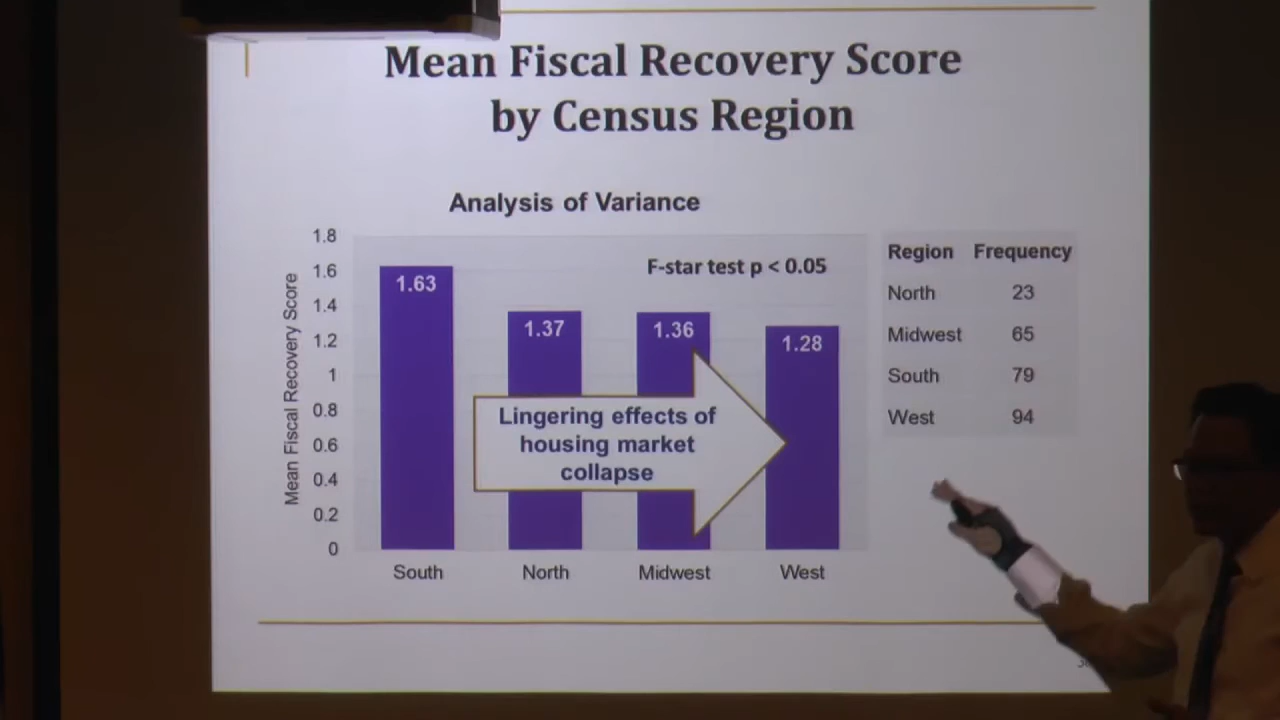 Mean Fiscal Recovery Score
by Census Region
Analysis of Variance
Mean Fiscal Recovery Score
1.8
1.6
1.4
1.2
1
0.8
0.6
0.4
0.2
0
F-star test p < 0.05
1.63
1.37
1.36
1.28
Lingering effects of
housing market
collapse
South North Midwest West
Region Frequency
North 23
Midwest 65
South 79
West 94